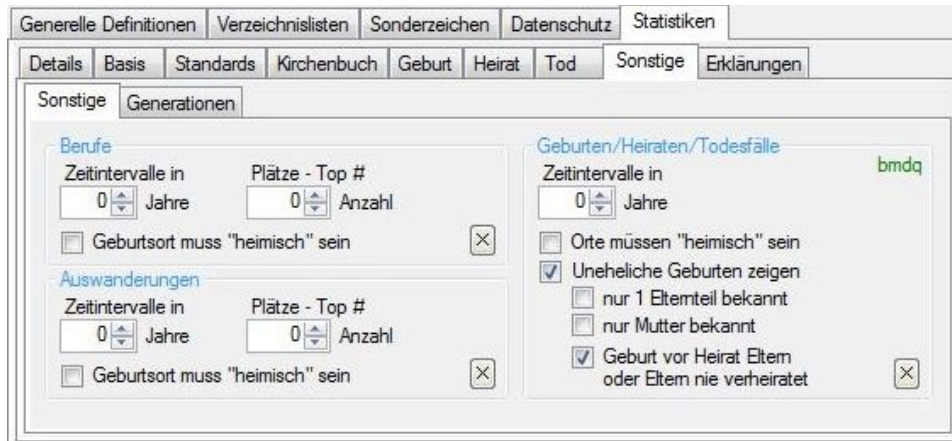 Generelle Definitionen Verzeichnislisten Sonderzeichen Datenschutz Statistiken
Details Basis Standards Kirchenbuch Geburt Heirat Tod Sonstige Erklärungen
Sonstige Generationen
Berufe
Zeitintervalle in Plätze - Top #
0 Jahre 0 Anzahl
Geburtsort muss "heimisch" sein
Auswanderungen
Zeitintervalle in Plätze - Top #
0 Jahre 0 Anzahl
Geburtsort muss "heimisch" sein
Geburten/Heiraten/Todesfälle
bmdq
Zeitintervalle in
0 Jahre
Orte müssen "heimisch" sein
Uneheliche Geburten zeigen
nur 1 Elternteil bekannt
nur Mutter bekannt
Geburt vor Heirat Eltern
oder Eltern nie verheiratet